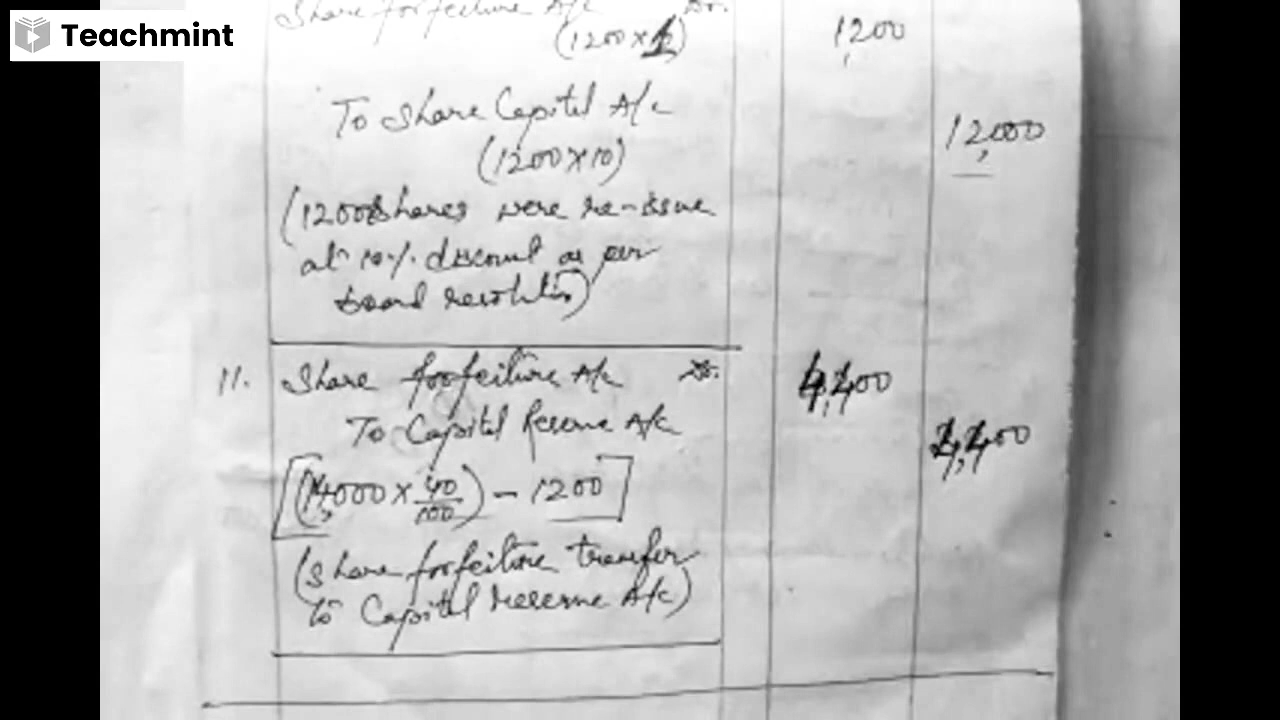 Teachmint
Share forfeiture A/c Dr.
(1200×1) 1,200
To Share Capital A/c
12,000
(1200×10)
(1200 shares were re-issue
at 10% discount as per
board resolution)
11. Share forfeiture A/c Dr. 4,400
To Capital Reserve A/c
4,400
[(14,000 × 40/100) – 1200]
(Share forfeiture transfer
to Capital reserve A/c)